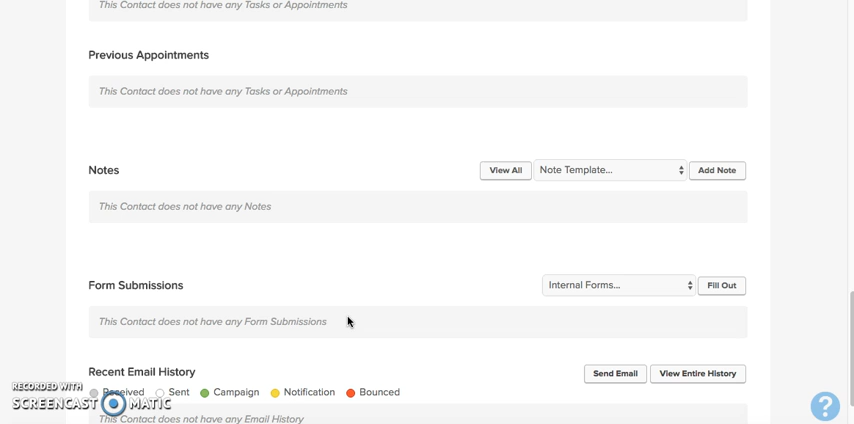 This Contact does not have any Tasks or Appointments
Previous Appointments
This Contact does not have any Tasks or Appointments
Notes View All Note Template... Add Note
This Contact does not have any Notes
Form Submissions Internal Forms... Fill Out
This Contact does not have any Form Submissions
Recent Email History Send Email View Entire History
Received Sent Campaign Notification Bounced
This Contact does not have any Email History
RECORDED WITH
SCREENCAST MATIC
?